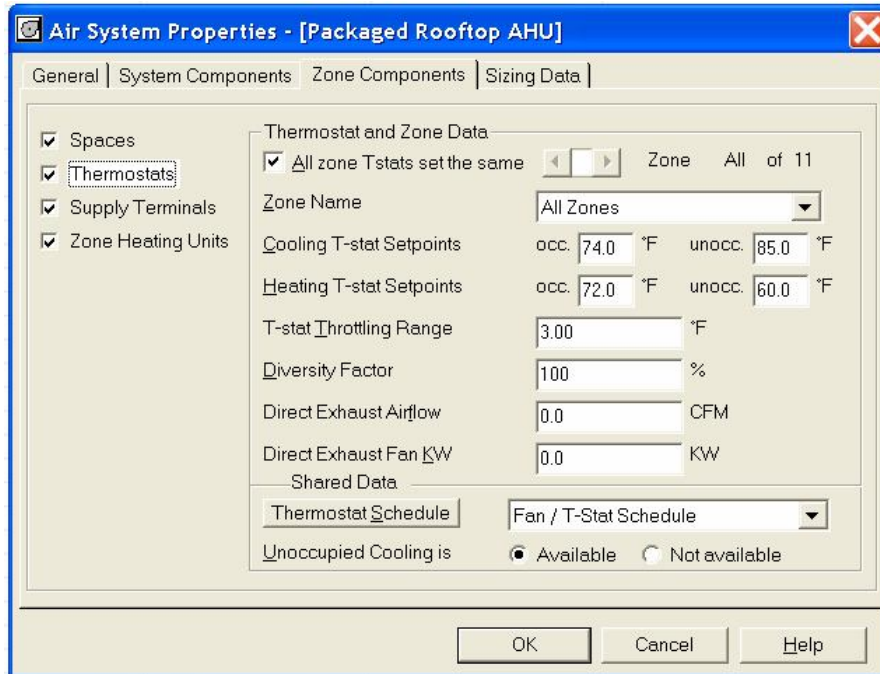 Air System Properties - [Packaged Rooftop AHU]
General System Components Zone Components Sizing Data
Spaces
Thermostats
Supply Terminals
Zone Heating Units
Thermostat and Zone Data
All zone Tstats set the same Zone All of 11
Zone Name All Zones
Cooling T-stat Setpoints occ. 74.0 °F unocc. 85.0 °F
Heating T-stat Setpoints occ. 72.0 °F unocc. 60.0 °F
T-stat Throttling Range 3.00 °F
Diversity Factor 100 %
Direct Exhaust Airflow 0.0 CFM
Direct Exhaust Fan KW 0.0 KW
Shared Data
Thermostat Schedule Fan / T-Stat Schedule
Unoccupied Cooling is Available Not available
OK Cancel Help